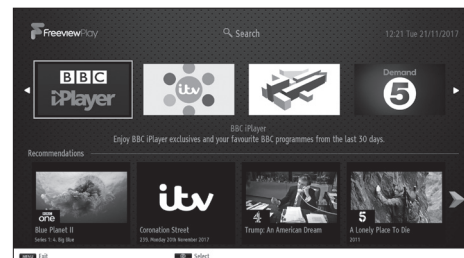 FreeviewPlay
Search
12:21 Tue 21/11/2017
BBC
iPlayer
itv
Demand
5
BBC iPlayer
Enjoy BBC iPlayer exclusives and your favourite BBC programmes from the last 30 days.
Recommendations
BBC
one
itv
4
5
Blue Planet II
Coronation Street
Trump: An American Dream
A Lonely Place To Die
Series 1: 4. Big Blue
239. Monday 20th November 2017
2011
MENU Exit
Select